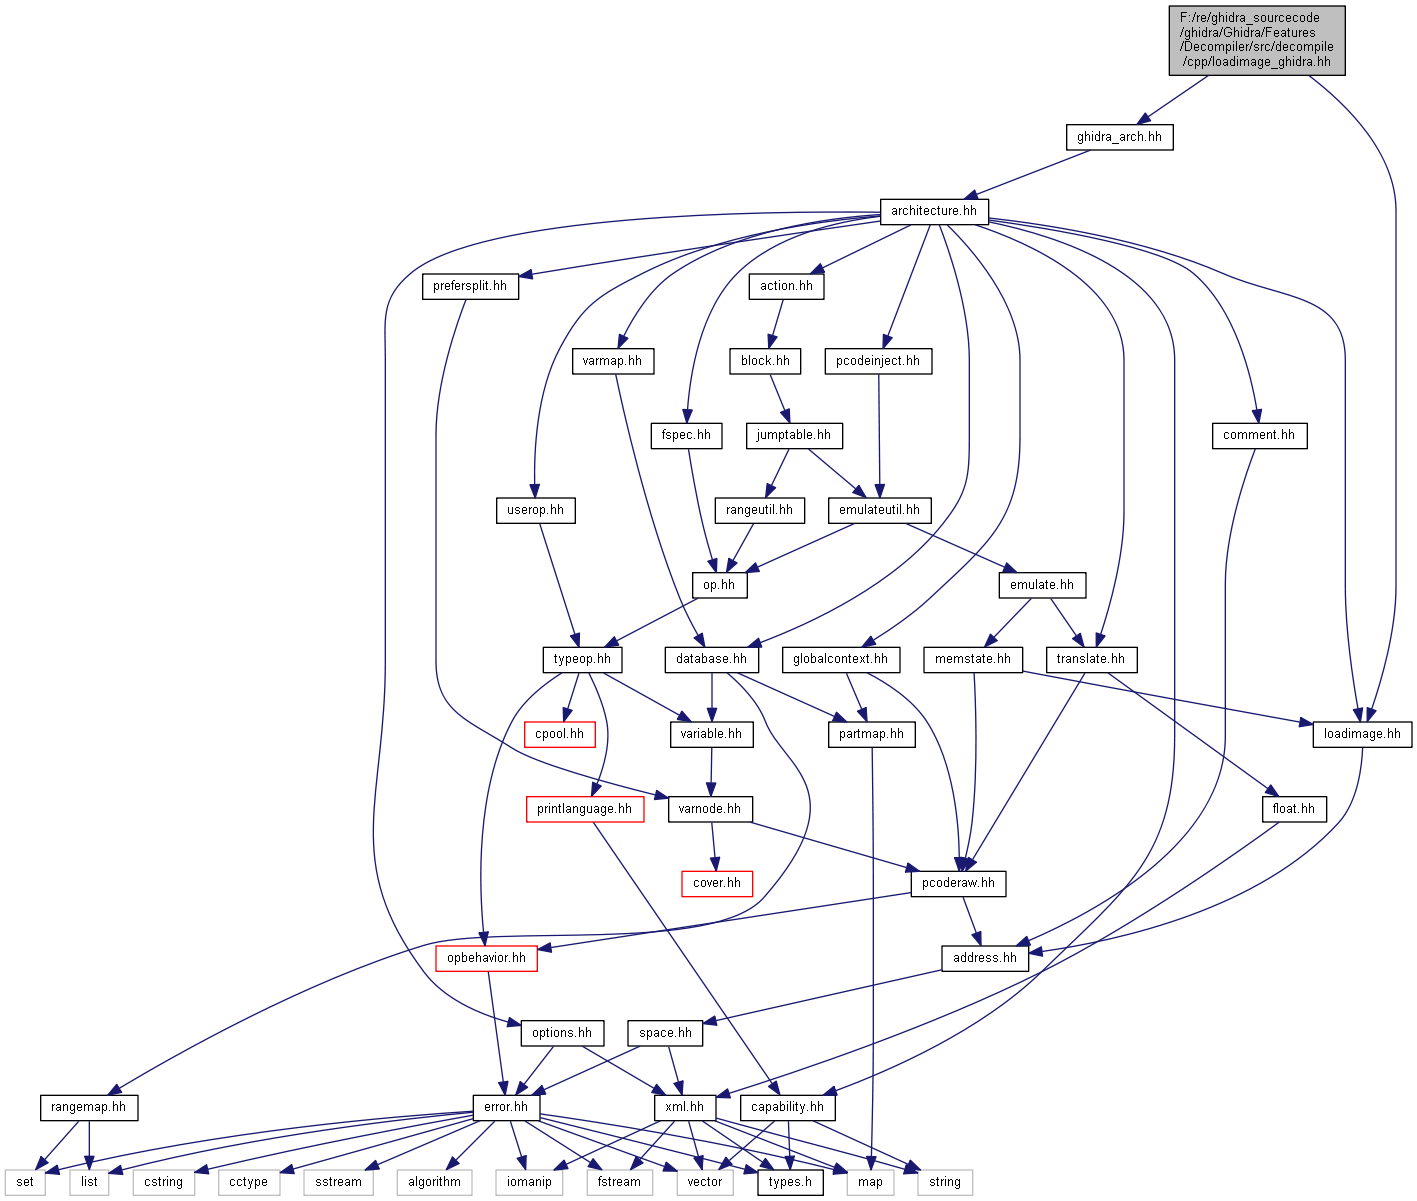 F:/re/ghidra_sourcecode
/ghidra/Ghidra/Features
/Decompiler/src/decompile
/cpp/loadimage_ghidra.hh
ghidra_arch.hh
architecture.hh
prefersplit.hh
action.hh
varmap.hh
block.hh
pcodeinject.hh
fspec.hh
jumptable.hh
comment.hh
userop.hh
rangeutil.hh
emulateutil.hh
op.hh
emulate.hh
typeop.hh
database.hh
globalcontext.hh
memstate.hh
translate.hh
cpool.hh
variable.hh
partmap.hh
loadimage.hh
printlanguage.hh
varnode.hh
float.hh
cover.hh
pcoderaw.hh
opbehavior.hh
address.hh
options.hh
space.hh
rangemap.hh
error.hh
xml.hh
capability.hh
set
list
cstring
cctype
sstream
algorithm
iomanip
fstream
vector
types.h
map
string